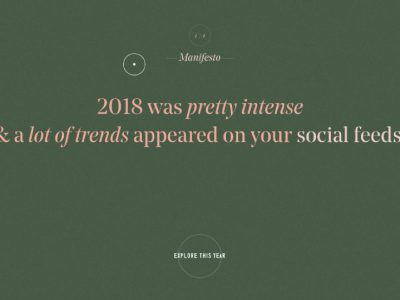 Manifesto
2018 was pretty intense
& a lot of trends appeared on your social feeds
EXPLORE THIS YEAR